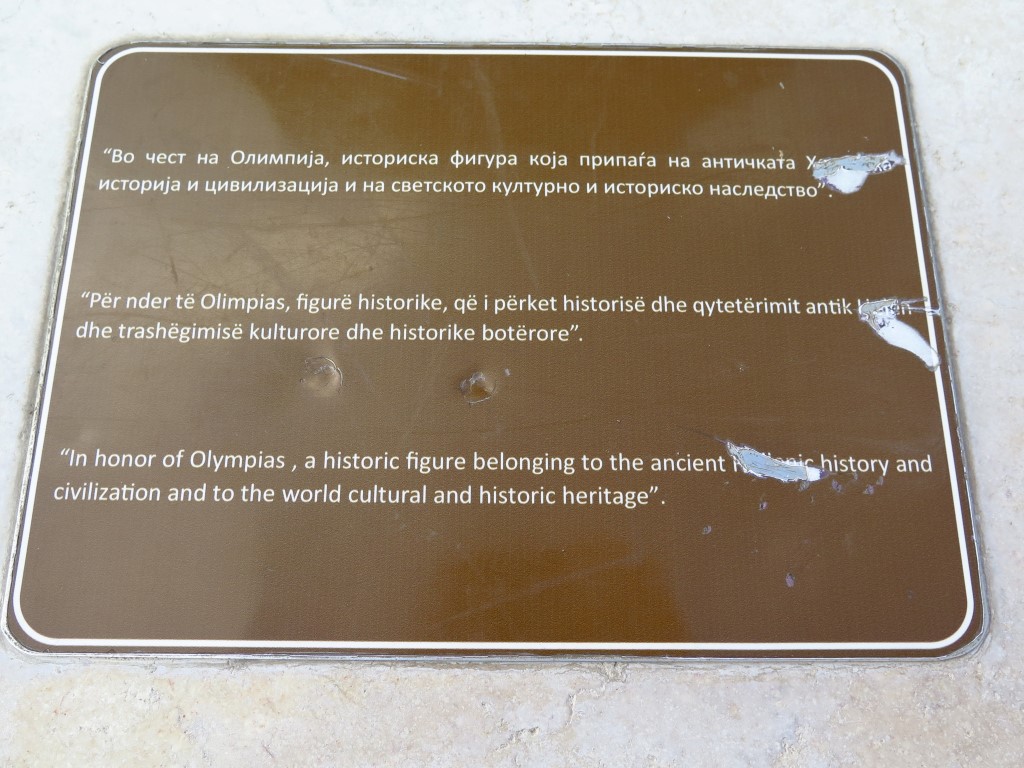 “Во чест на Олимпија, историска фигура која припаѓа на античката
историја и цивилизација и на светското културно и историско наследство”.
“Për nder të Olimpias, figurë historike, që i përket historisë dhe qytetërimit antik
dhe trashëgimisë kulturore dhe historike botërore”.
“In honor of Olympias , a historic figure belonging to the ancient history and
civilization and to the world cultural and historic heritage”.